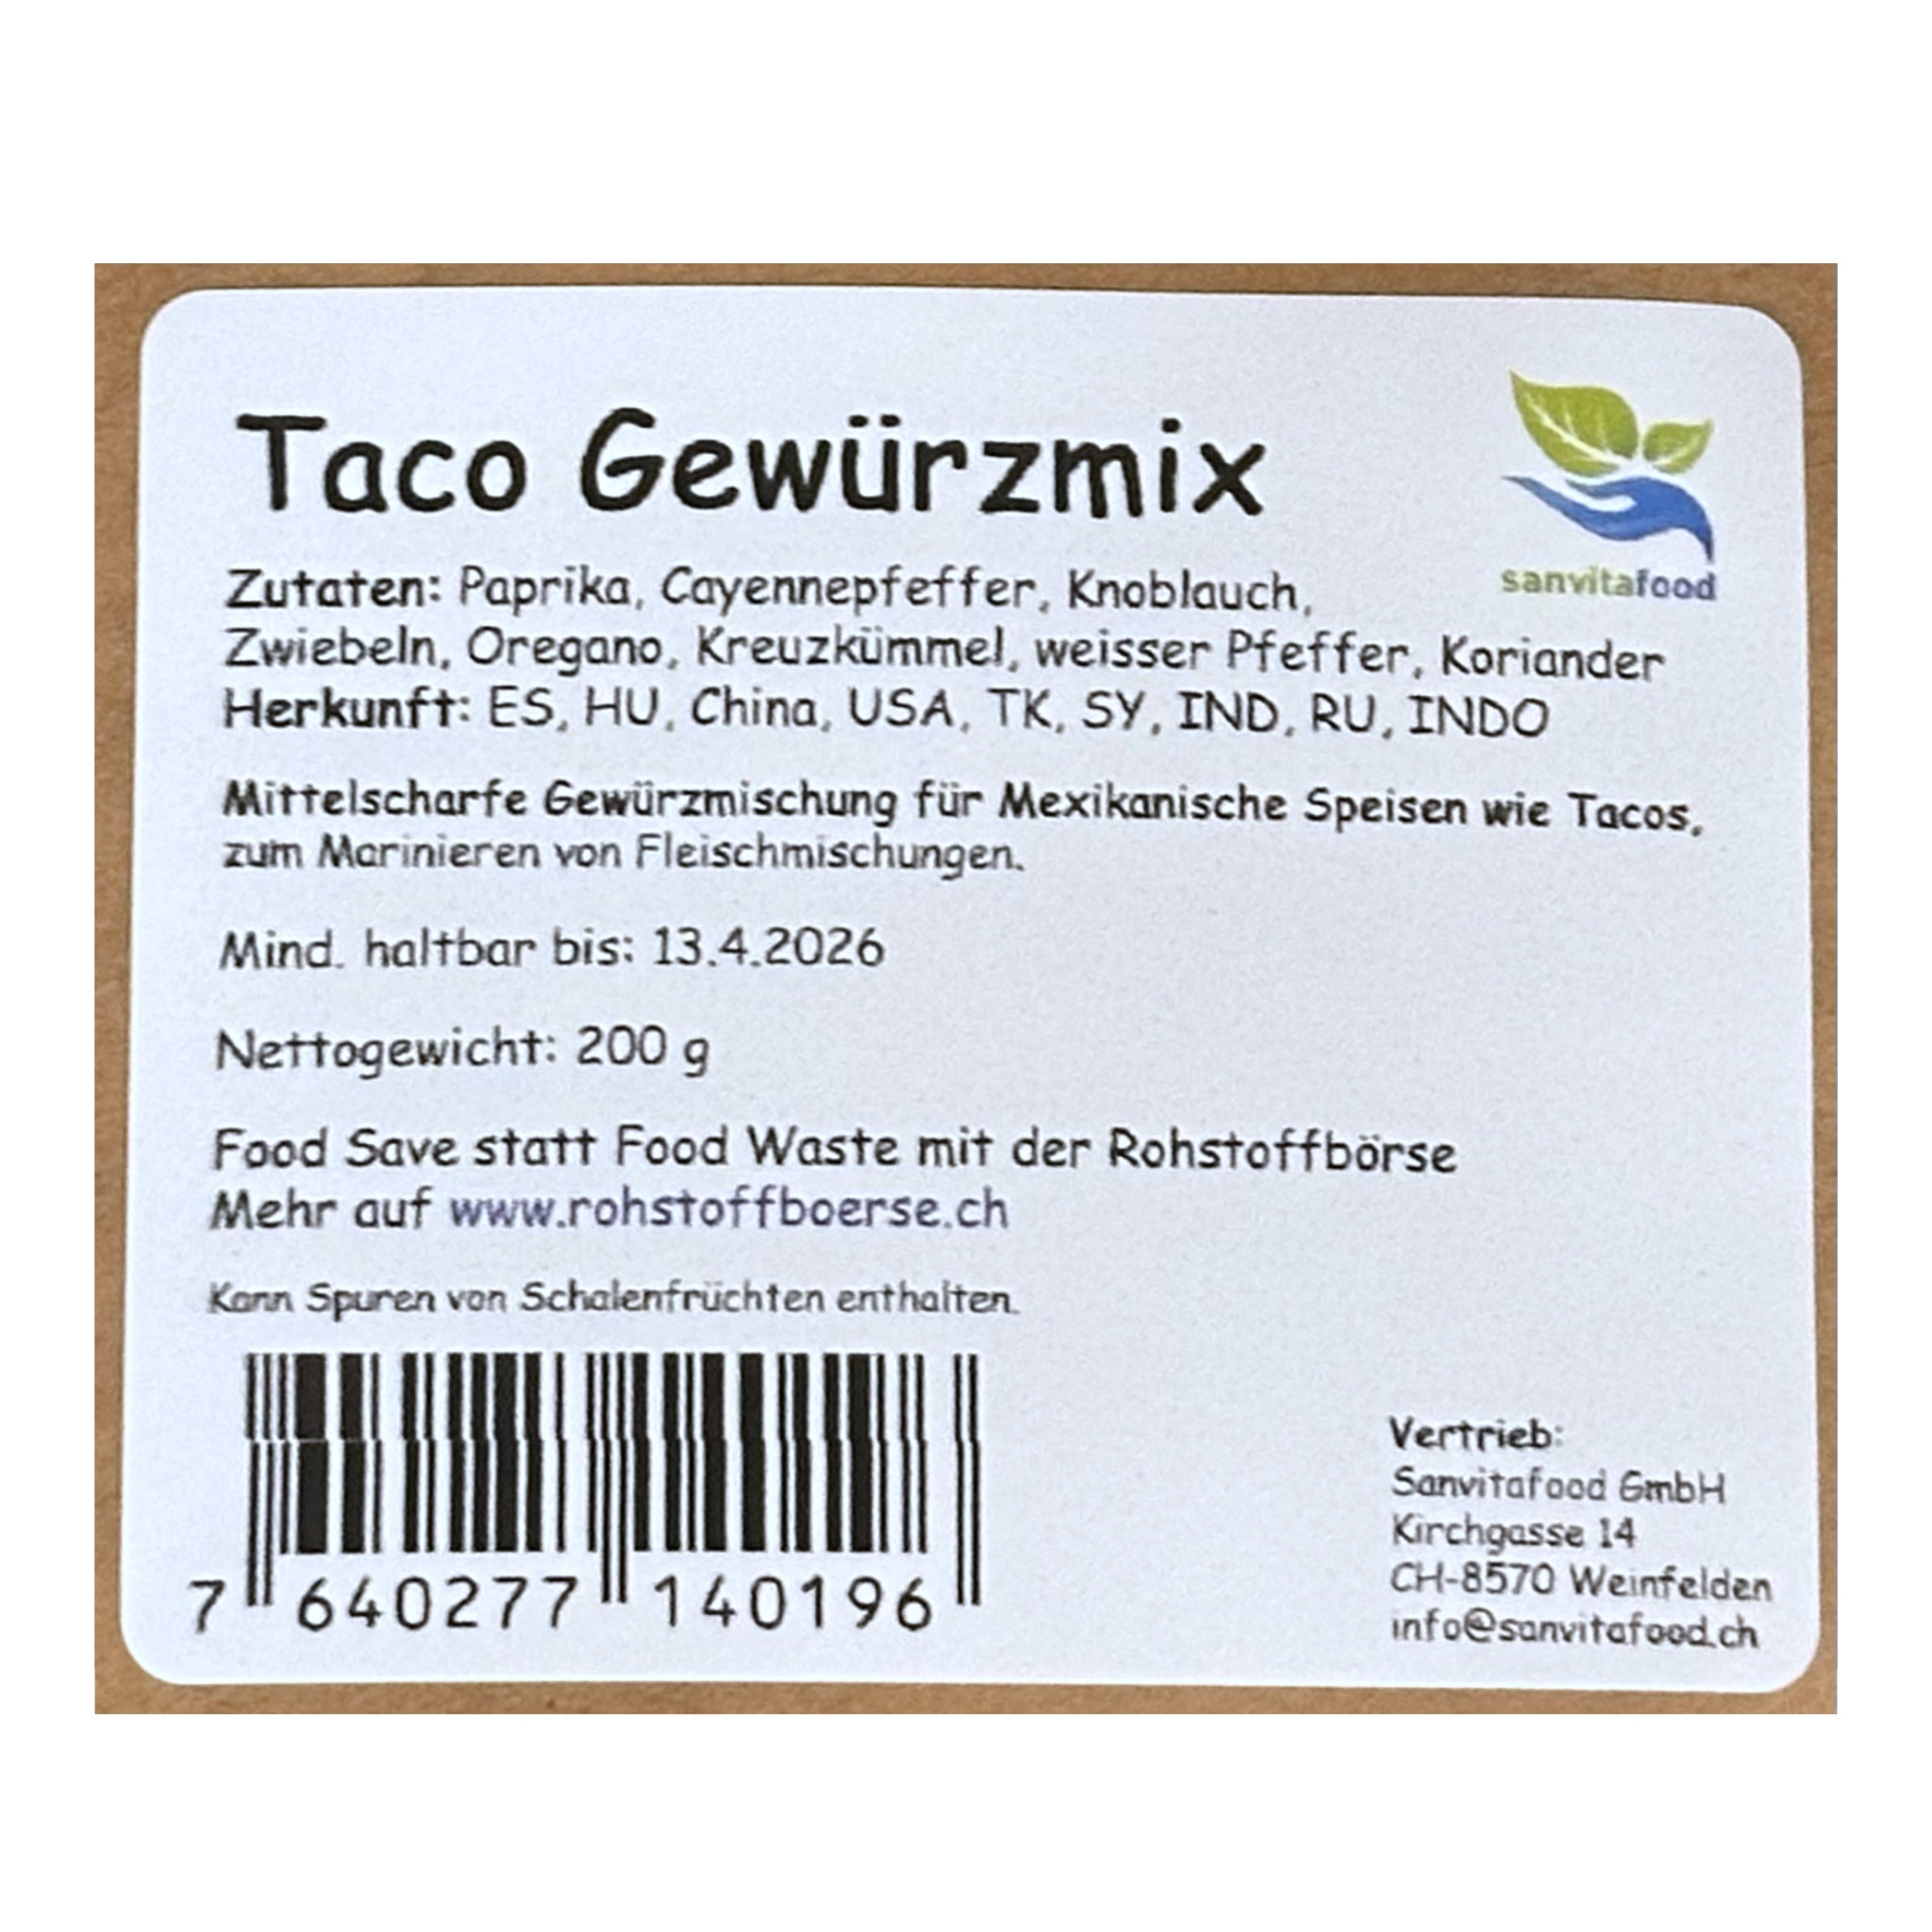 Taco Gewürzmix
sanvitafood
Zutaten: Paprika, Cayennepfeffer, Knoblauch,
Zwiebeln, Oregano, Kreuzkümmel, weisser Pfeffer, Koriander
Herkunft: ES, HU, China, USA, TK, SY, IND, RU, INDO
Mittelscharfe Gewürzmischung für Mexikanische Speisen wie Tacos,
zum Marinieren von Fleischmischungen.
Mind. haltbar bis: 13.4.2026
Nettogewicht: 200 g
Food Save statt Food Waste mit der Rohstoffbörse
Mehr auf www.rohstoffboerse.ch
Kann Spuren von Schalenfrüchten enthalten.
7 640277 140196
Vertrieb:
Sanvitafood GmbH
Kirchgasse 14
CH-8570 Weinfelden
info@sanvitafood.ch